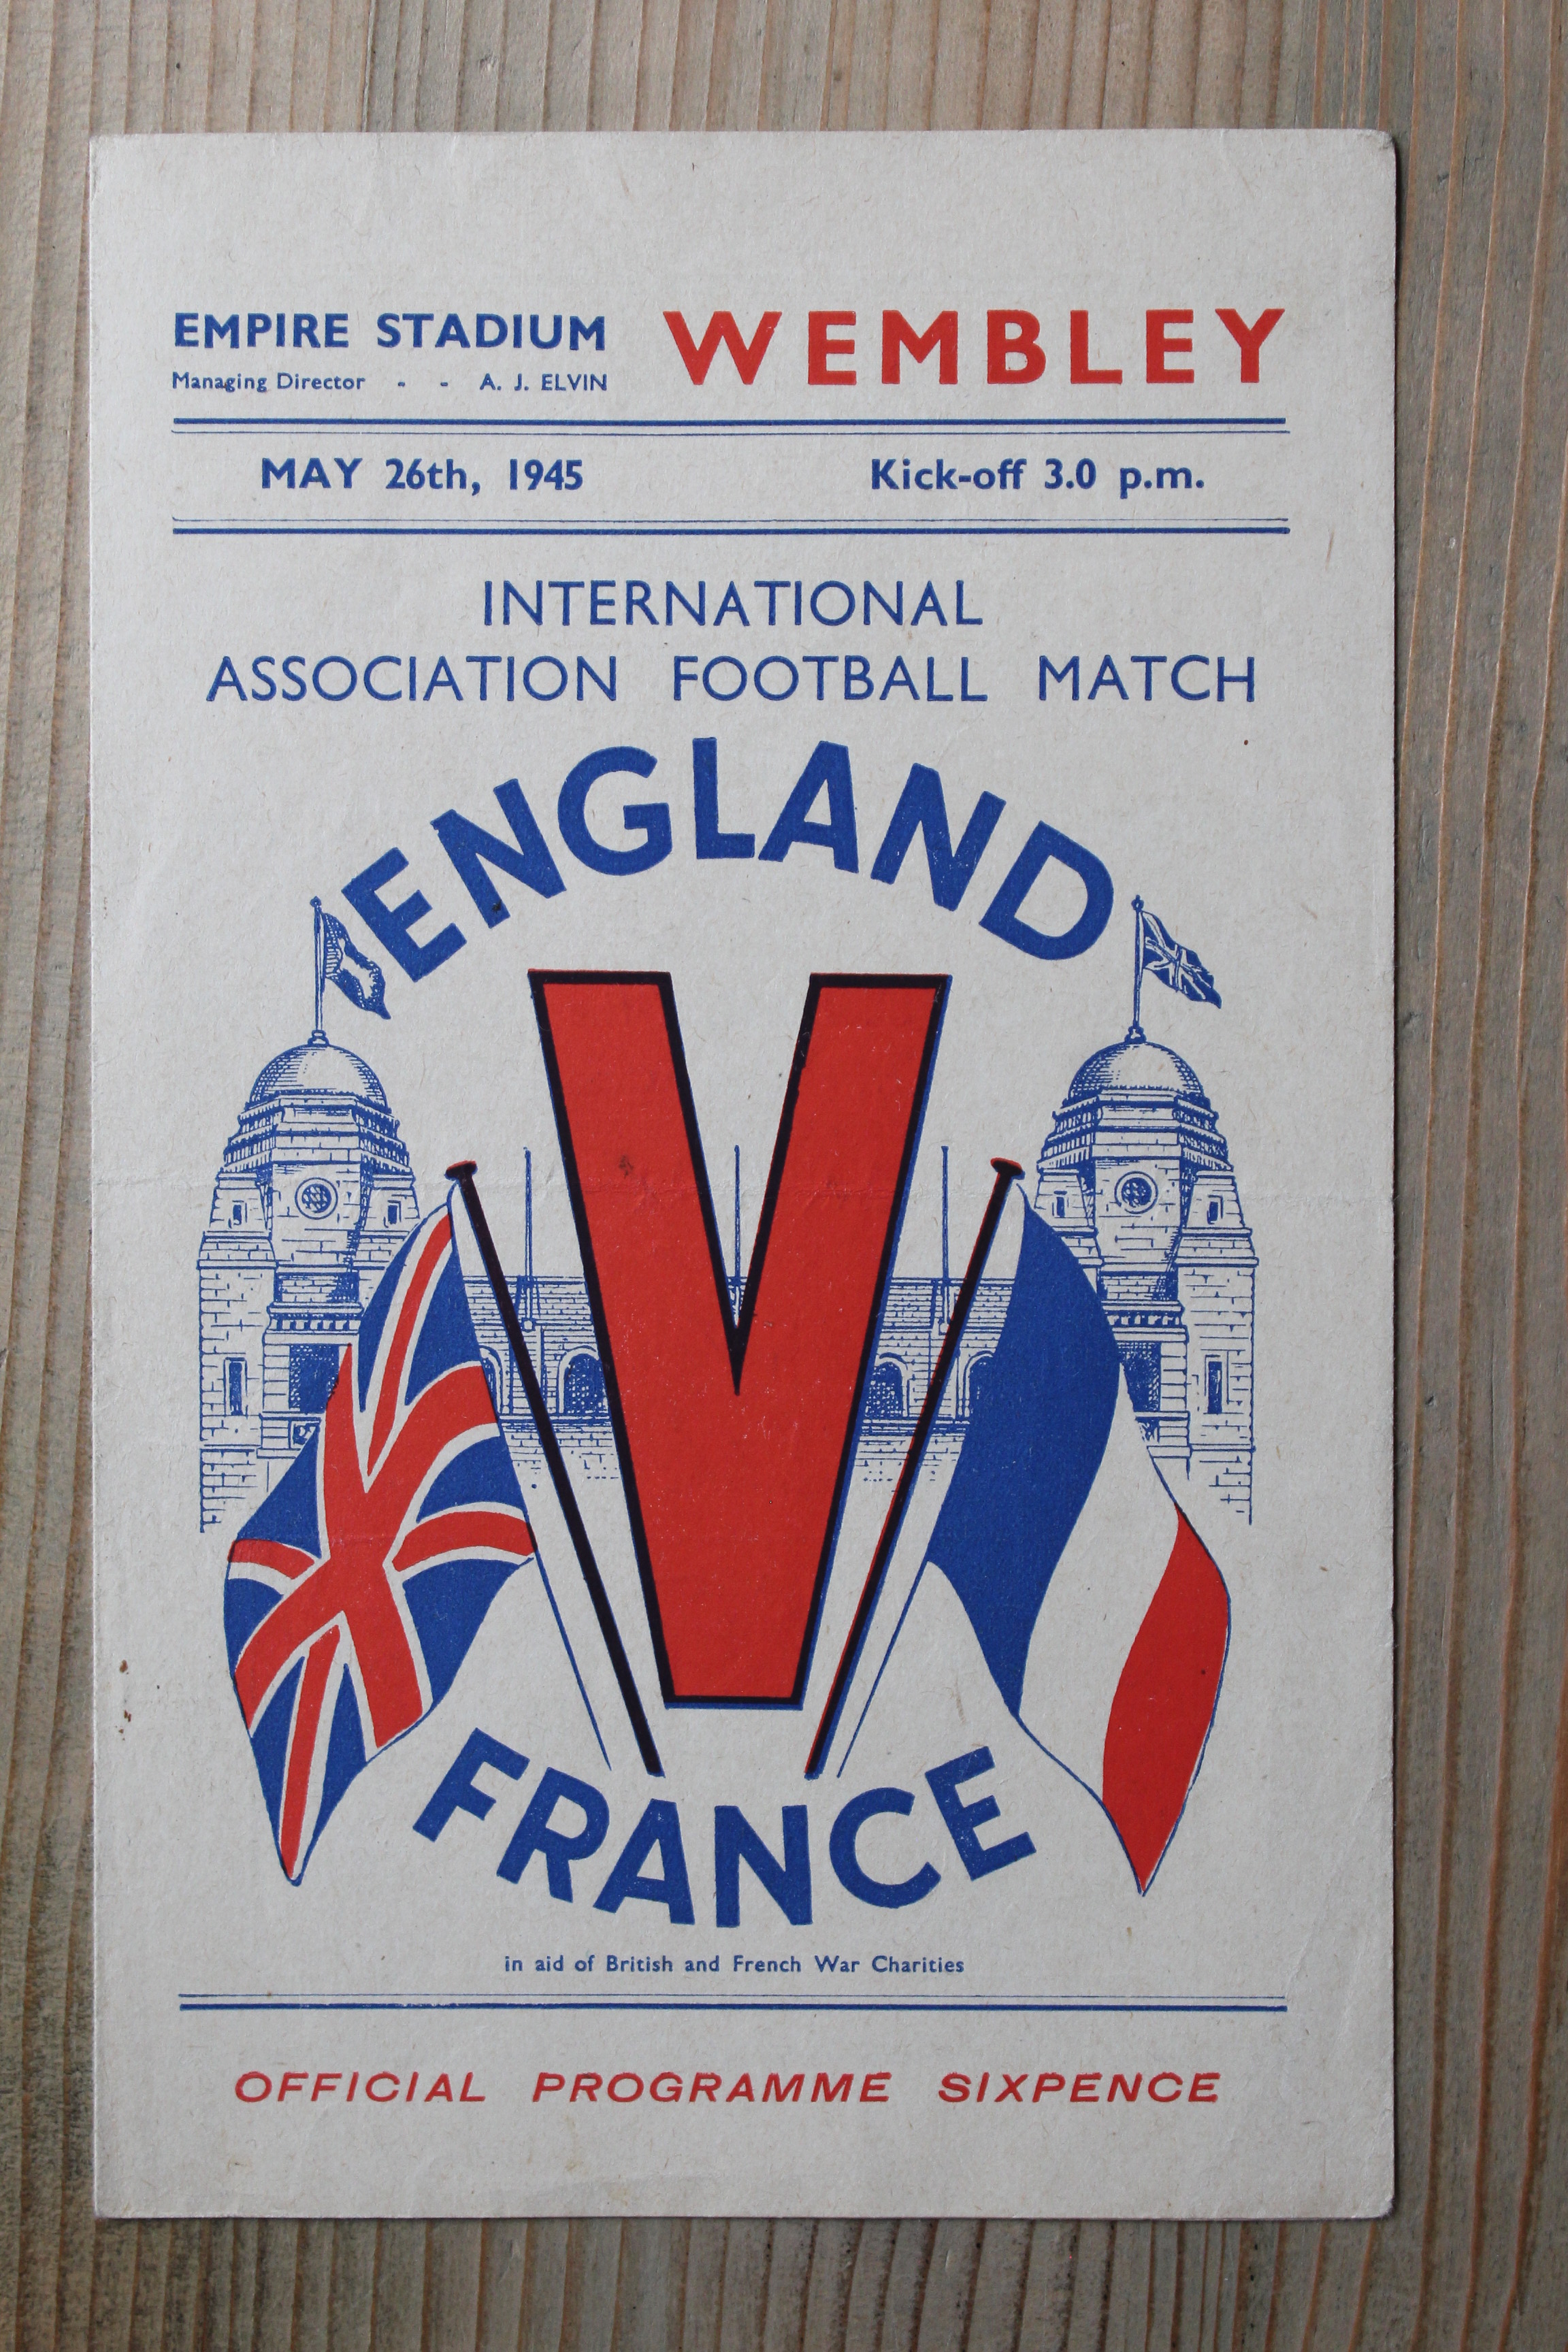 EMPIRE STADIUM WEMBLEY
Managing Director - - A. J. ELVIN
MAY 26th, 1945 Kick-off 3.0 p.m.
INTERNATIONAL
ASSOCIATION FOOTBALL MATCH
ENGLAND
V
FRANCE
in aid of British and French War Charities
OFFICIAL PROGRAMME SIXPENCE